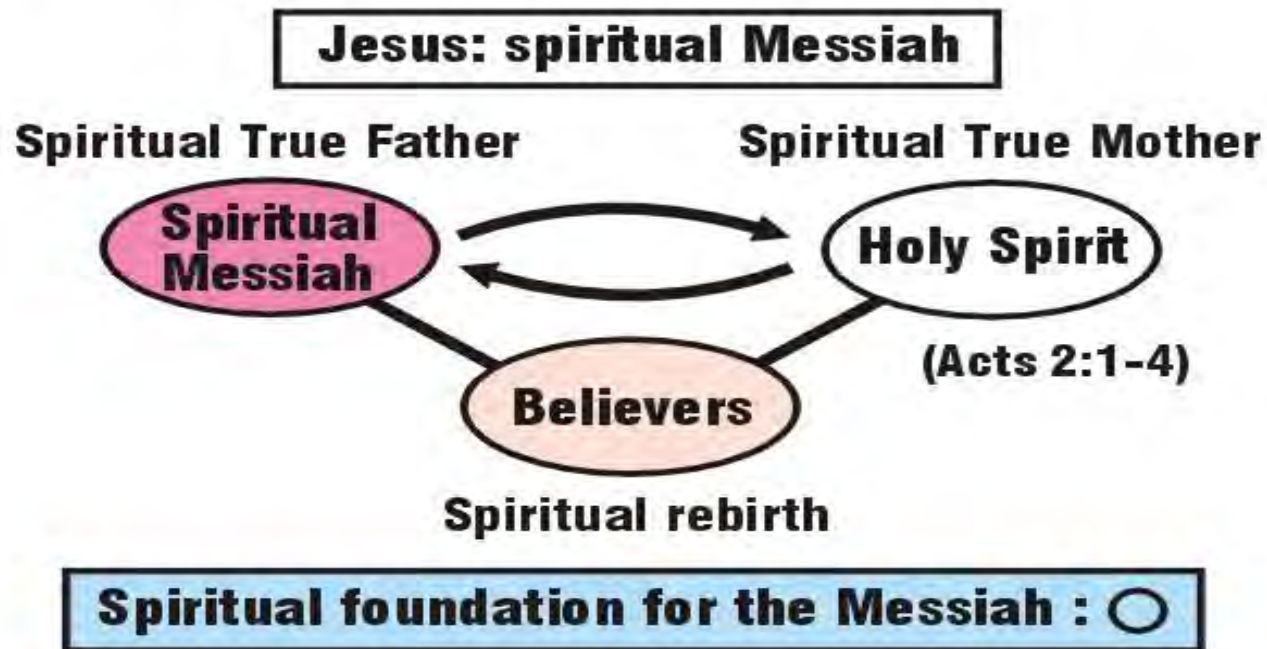 Jesus: spiritual Messiah
Spiritual True Father
Spiritual True Mother
Spiritual
Messiah
Holy Spirit
(Acts 2:1-4)
Believers
Spiritual rebirth
Spiritual foundation for the Messiah : ○